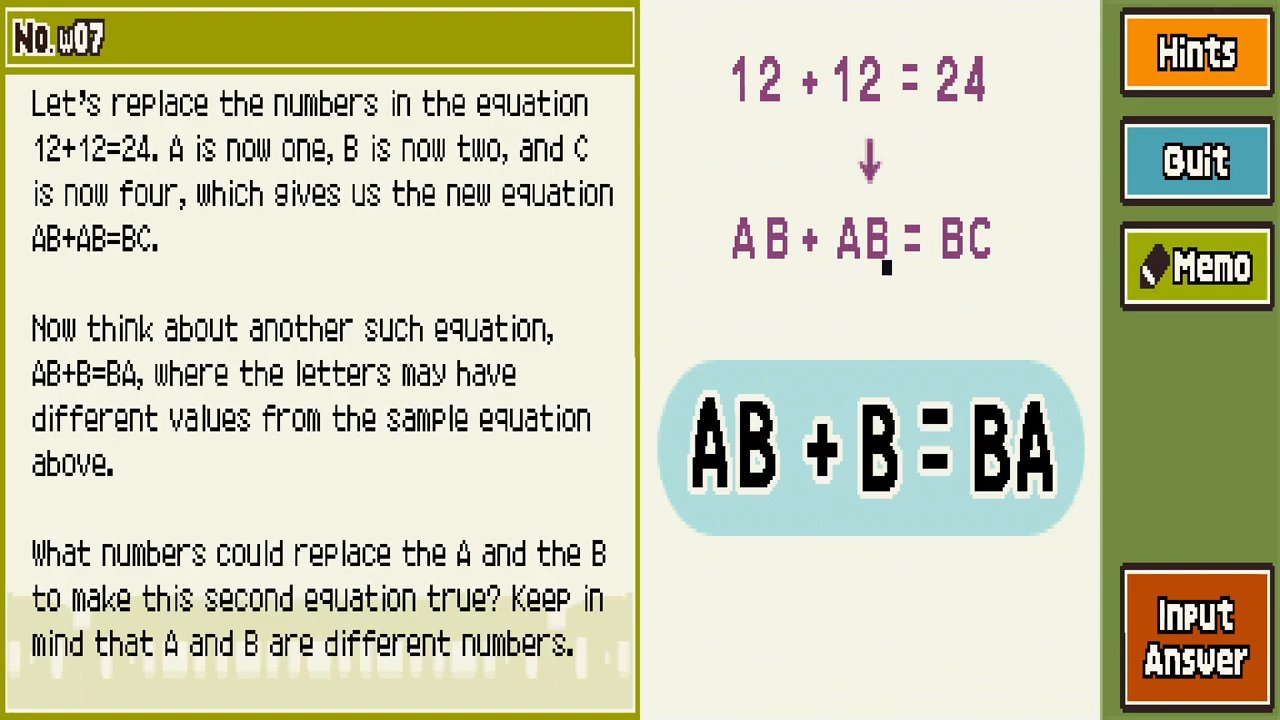 No. w07
Let's replace the numbers in the equation
12+12=24. A is now one, B is now two, and C
is now four, which gives us the new equation
AB+AB=BC.
Now think about another such equation,
AB+B=BA, where the letters may have
different values from the sample equation
above.
What numbers could replace the A and the B
to make this second equation true? Keep in
mind that A and B are different numbers.
12 + 12 = 24
↓
AB + AB = BC
AB + B = BA
Hints
Quit
Memo
Input
Answer